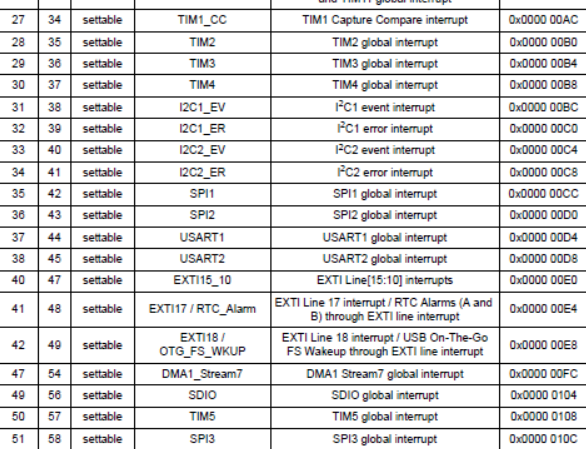 and TIM11 global interrupt
27 34 settable TIM1_CC TIM1 Capture Compare interrupt 0x0000 00AC
28 35 settable TIM2 TIM2 global interrupt 0x0000 00B0
29 36 settable TIM3 TIM3 global interrupt 0x0000 00B4
30 37 settable TIM4 TIM4 global interrupt 0x0000 00B8
31 38 settable I2C1_EV I²C1 event interrupt 0x0000 00BC
32 39 settable I2C1_ER I²C1 error interrupt 0x0000 00C0
33 40 settable I2C2_EV I²C2 event interrupt 0x0000 00C4
34 41 settable I2C2_ER I²C2 error interrupt 0x0000 00C8
35 42 settable SPI1 SPI1 global interrupt 0x0000 00CC
36 43 settable SPI2 SPI2 global interrupt 0x0000 00D0
37 44 settable USART1 USART1 global interrupt 0x0000 00D4
38 45 settable USART2 USART2 global interrupt 0x0000 00D8
40 47 settable EXTI15_10 EXTI Line[15:10] interrupts 0x0000 00E0
41 48 settable EXTI17 / RTC_Alarm EXTI Line 17 interrupt / RTC Alarms (A and
B) through EXTI line interrupt 0x0000 00E4
42 49 settable EXTI18 /
OTG_FS_WKUP EXTI Line 18 interrupt / USB On-The-Go
FS Wakeup through EXTI line interrupt 0x0000 00E8
47 54 settable DMA1_Stream7 DMA1 Stream7 global interrupt 0x0000 00FC
49 56 settable SDIO SDIO global interrupt 0x0000 0104
50 57 settable TIM5 TIM5 global interrupt 0x0000 0108
51 58 settable SPI3 SPI3 global interrupt 0x0000 010C